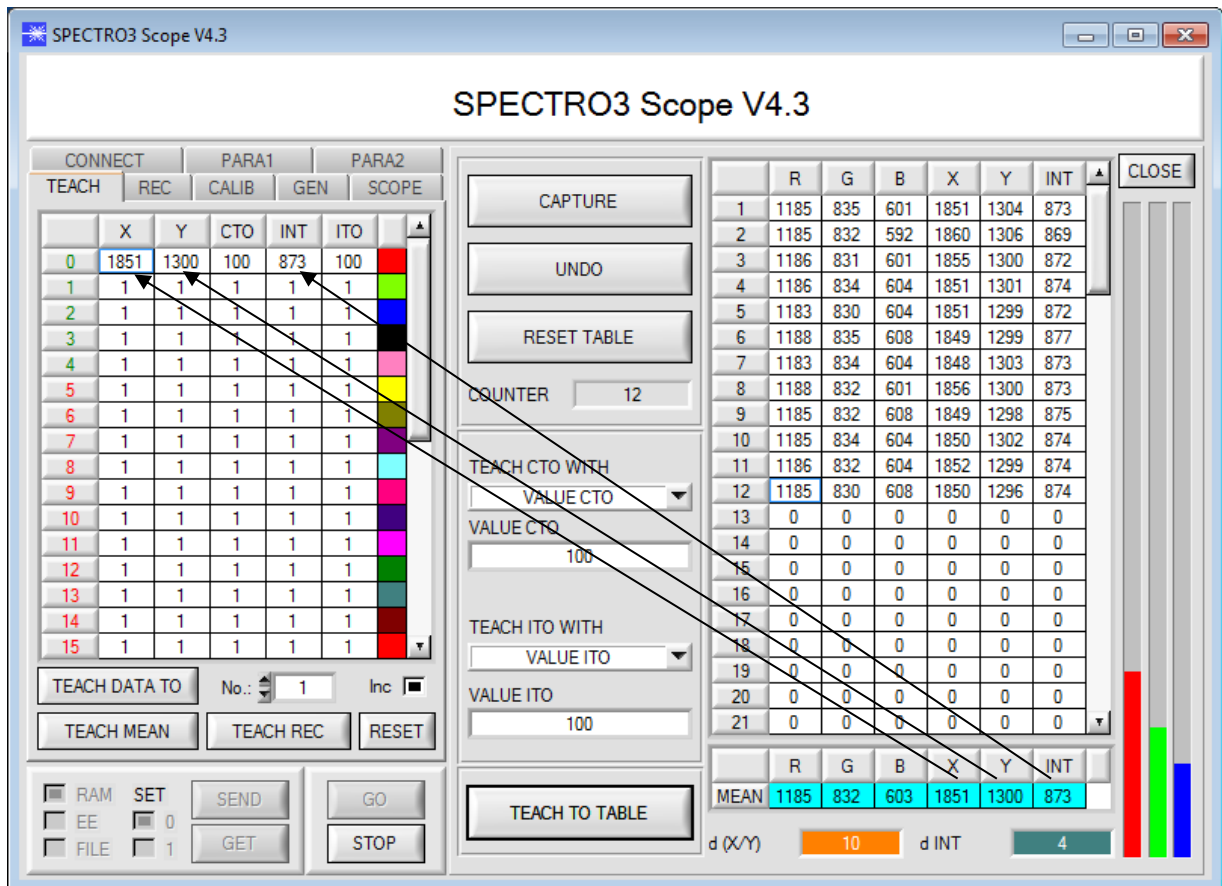 SPECTRO3 Scope V4.3
SPECTRO3 Scope V4.3
CONNECT PARA1 PARA2
TEACH REC CALIB GEN SCOPE
X Y CTO INT ITO
0 1851 1300 100 873 100
1 1 1 1 1 1
2 1 1 1 1 1
3 1 1 1 1 1
4 1 1 1 1 1
5 1 1 1 1 1
6 1 1 1 1 1
7 1 1 1 1 1
8 1 1 1 1 1
9 1 1 1 1 1
10 1 1 1 1 1
11 1 1 1 1 1
12 1 1 1 1 1
13 1 1 1 1 1
14 1 1 1 1 1
15 1 1 1 1 1
TEACH DATA TO No.: 1 Inc
TEACH MEAN TEACH REC RESET
RAM SET SEND GO
EE 0
FILE 1 GET STOP
CAPTURE
UNDO
RESET TABLE
COUNTER 12
TEACH CTO WITH
VALUE CTO
VALUE CTO
100
TEACH ITO WITH
VALUE ITO
VALUE ITO
100
TEACH TO TABLE
R G B X Y INT
1 1185 835 601 1851 1304 873
2 1185 832 592 1860 1306 869
3 1186 831 601 1855 1300 872
4 1186 834 604 1851 1301 874
5 1183 830 604 1851 1299 872
6 1188 835 608 1849 1299 877
7 1183 834 604 1848 1303 873
8 1188 832 601 1856 1300 873
9 1185 832 608 1849 1298 875
10 1185 834 604 1850 1302 874
11 1186 832 604 1852 1299 874
12 1185 830 608 1850 1296 874
13 0 0 0 0 0 0
14 0 0 0 0 0 0
15 0 0 0 0 0 0
16 0 0 0 0 0 0
17 0 0 0 0 0 0
18 0 0 0 0 0 0
19 0 0 0 0 0 0
20 0 0 0 0 0 0
21 0 0 0 0 0 0
R G B X Y INT
MEAN 1185 832 603 1851 1300 873
d (X/Y) 10 d INT 4
CLOSE